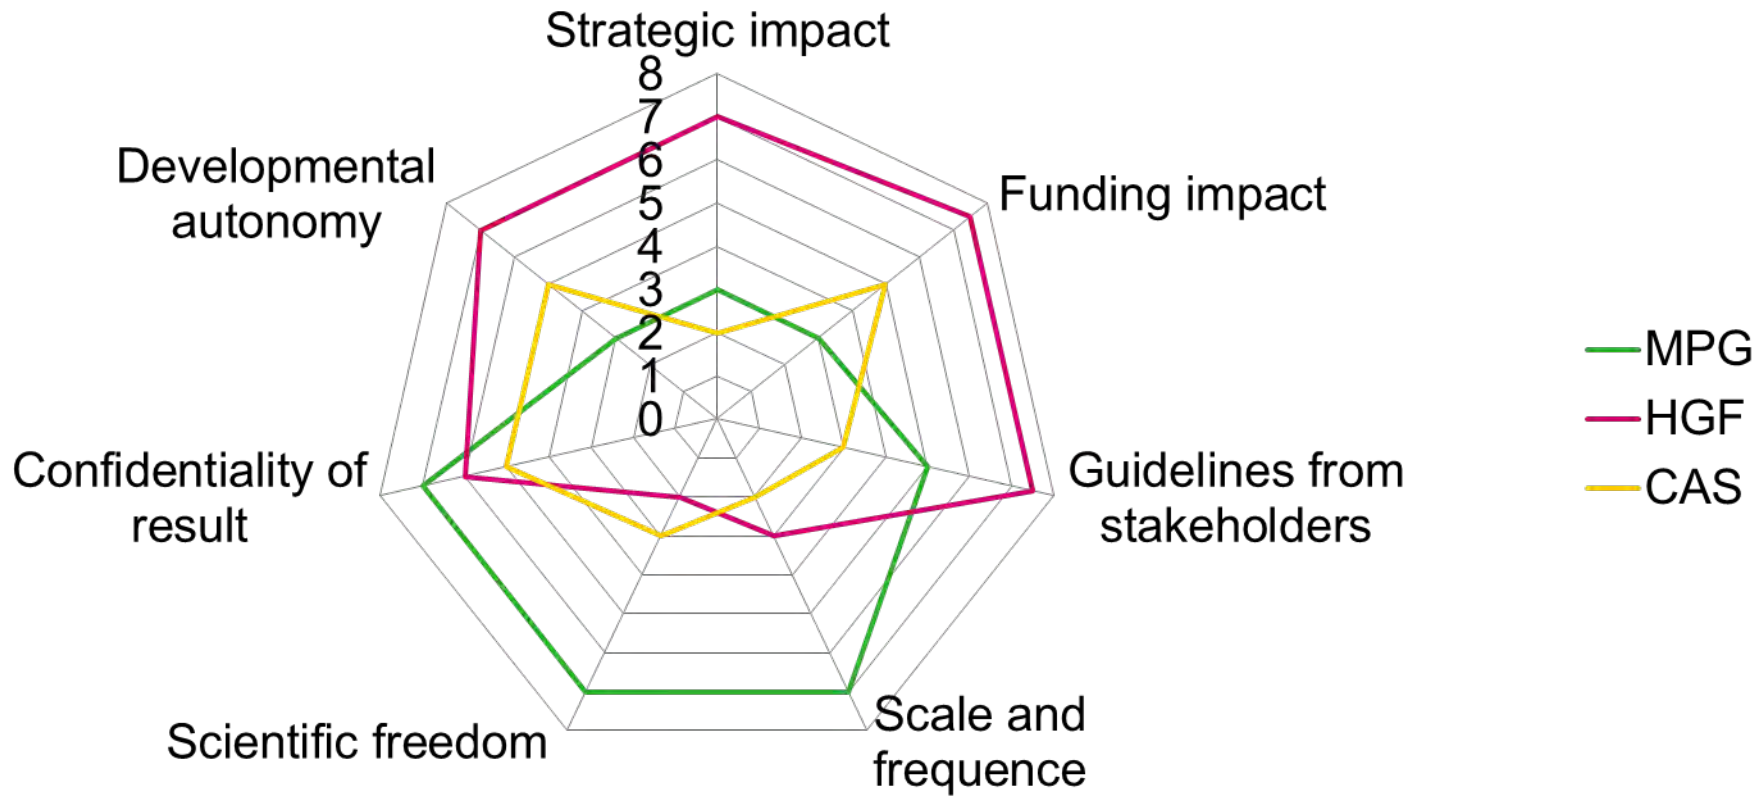 Strategic impact
8
7
6
5
4
3
2
1
0
Developmental
autonomy
Funding impact
Confidentiality of
result
Guidelines from
stakeholders
Scientific freedom
Scale and
frequence
MPG
HGF
CAS